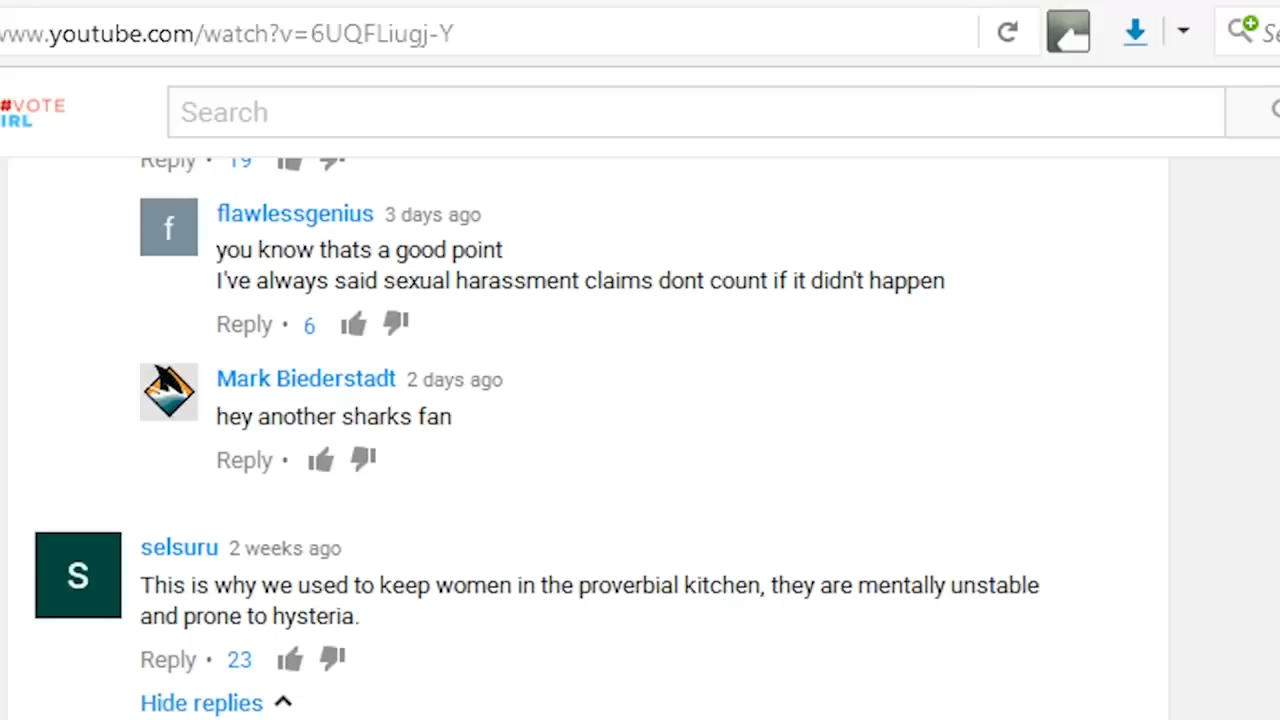 www.youtube.com/watch?v=6UQFLiugj-Y
Se
#VOTE
IRL
Search
Reply • 19
f
flawlessgenius 3 days ago
you know thats a good point
I've always said sexual harassment claims dont count if it didn't happen
Reply • 6
Mark Biederstadt 2 days ago
hey another sharks fan
Reply •
S
selsuru 2 weeks ago
This is why we used to keep women in the proverbial kitchen, they are mentally unstable
and prone to hysteria.
Reply • 23
Hide replies